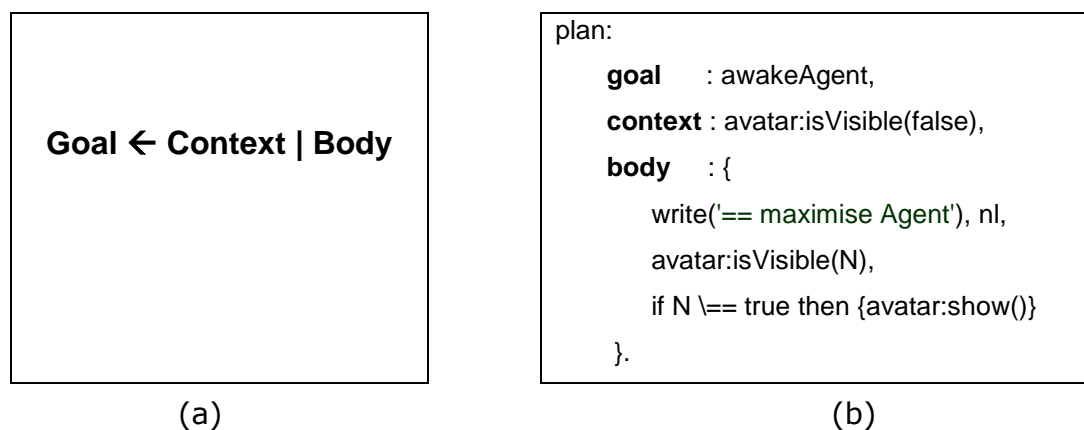 Goal ← Context | Body
(a)
plan:
goal : awakeAgent,
context : avatar:isVisible(false),
body : {
write('== maximise Agent'), nl,
avatar:isVisible(N),
if N \== true then {avatar:show()}
}.
(b)